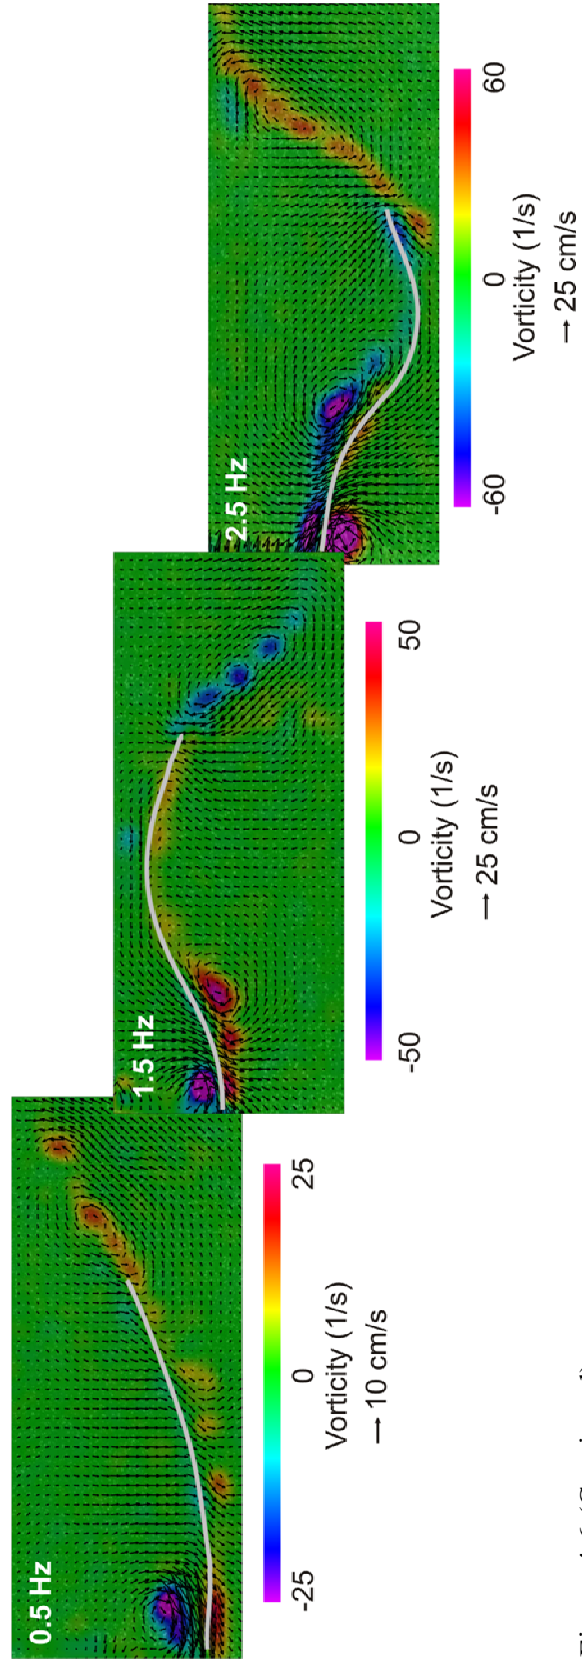 0.5 Hz
-25 0 25
Vorticity (1/s)
→ 10 cm/s
1.5 Hz
-50 0 50
Vorticity (1/s)
→ 25 cm/s
2.5 Hz
-60 0 60
Vorticity (1/s)
→ 25 cm/s